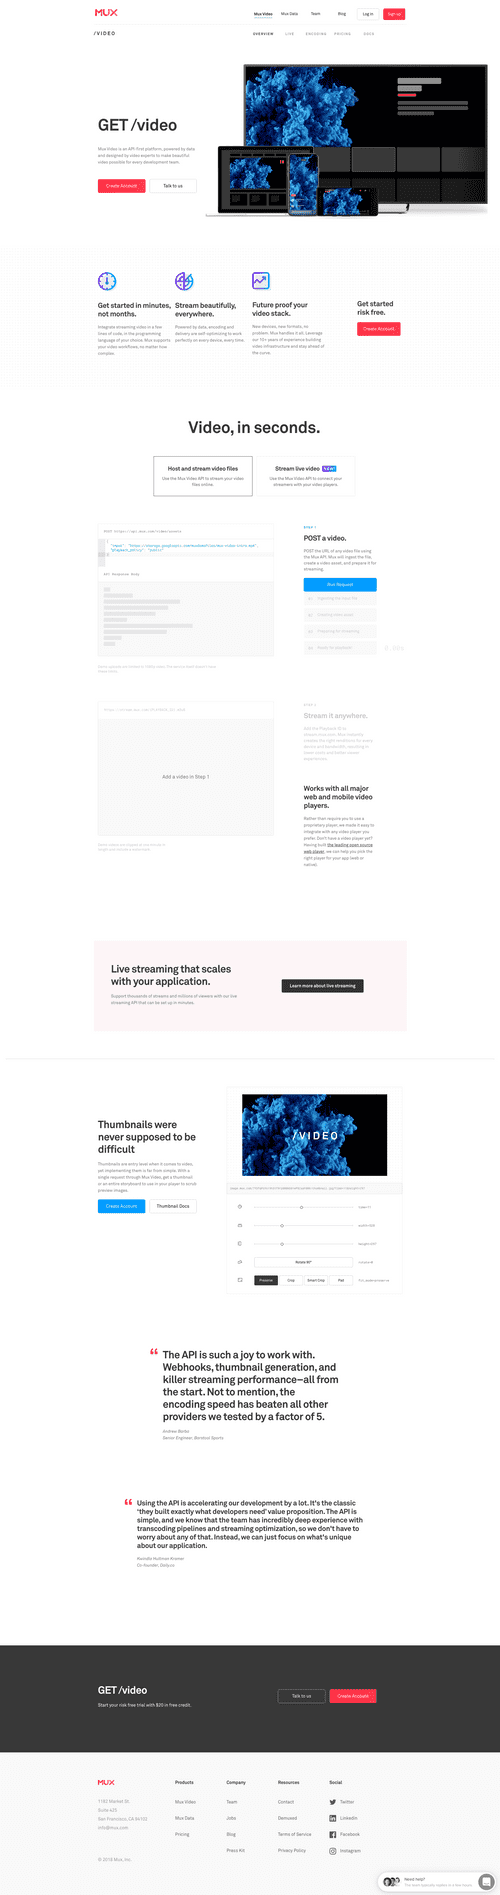 MUX
Mux Video
Mux Data
Team
Blog
Log in
Sign up
/VIDEO
OVERVIEW
LIVE
ENCODING
PRICING
DOCS
GET /video
Mux Video is an API-first platform, powered by data
and designed by video experts to make beautiful
video possible for every development team.
Create Account
Talk to us
Get started in minutes,
not months.
Integrate streaming video in a few
lines of code, in the programming
language of your choice. Mux supports
your video workflows, no matter how
complex.
Stream beautifully,
everywhere.
Powered by data, encoding and
delivery are self-optimizing to work
perfectly on every device, every time.
Future proof your
video stack.
New devices, new formats, no
problem. Mux handles it all. Leverage
our 10+ years of experience building
video infrastructure and stay ahead of
the curve.
Get started
risk free.
Create Account
Video, in seconds.
Host and stream video files
Use the Mux Video API to stream your video
files online.
Stream live video
Use the Mux Video API to connect your
streamers with your video players.
API Response Body
STEP 1
POST a video.
POST the URL of any video file using
the Mux API. Mux will ingest the file,
create a video asset, and prepare it for
streaming.
Run Request
Add a video in Step 1
STEP 2
Stream it anywhere.
Works with all major
web and mobile video
players.
Rather than require you to use a
proprietary player, we made it easy to
integrate with any video player you
prefer. Don't have a video player yet?
Having built the leading open source
web player, we can help you pick the
right player for your app (web or
native).
Live streaming that scales
with your application.
Support thousands of streams and millions of viewers with our live
streaming API that can be set up in minutes.
Learn more about live streaming
Thumbnails were
never supposed to be
difficult
Thumbnails are entry level when it comes to video,
yet implementing them is far from simple. With a
single request through Mux Video, get a thumbnail
or an entire storyboard to use in your player to scrub
preview images.
Create Account
Thumbnail Docs
/VIDEO
Rotate 90°
Preserve
Crop
Smart Crop
Pad
“ The API is such a joy to work with.
Webhooks, thumbnail generation, and
killer streaming performance–all from
the start. Not to mention, the
encoding speed has beaten all other
providers we tested by a factor of 5.
Andrew Barba
Senior Engineer, Barstool Sports
“ Using the API is accelerating our development by a lot. It's the classic
'they built exactly what developers need' value proposition. The API is
simple, and we know that the team has incredibly deep experience with
transcoding pipelines and streaming optimization, so we don't have to
worry about any of that. Instead, we can just focus on what's unique
about our application.
Kwindla Hultman Kramer
Co-founder, Daily.co
GET /video
Start your risk free trial with $20 in free credit.
Talk to us
Create Account
MUX
1182 Market St.
Suite 425
San Francisco, CA 94102
info@mux.com
© 2018 Mux, Inc
Products
Mux Video
Mux Data
Pricing
Company
Team
Jobs
Blog
Press Kit
Resources
Contact
Demuxed
Terms of Service
Privacy Policy
Social
Twitter
LinkedIn
Facebook
Instagram
Need help?